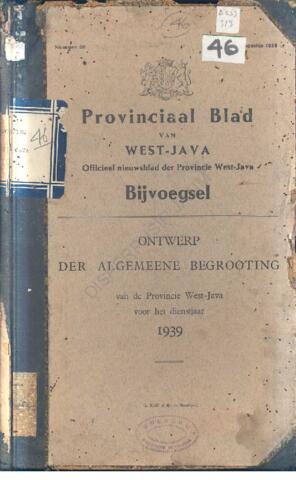 46
46
46
Provinciaal Blad
VAN
WEST-JAVA
Officieel nieuwsblad der Provincie West-Java
Bijvoegsel
ONTWERP
DER ALGEMEENE BEGROOTING
van de Provincie West-Java
voor het dienstjaar
1939